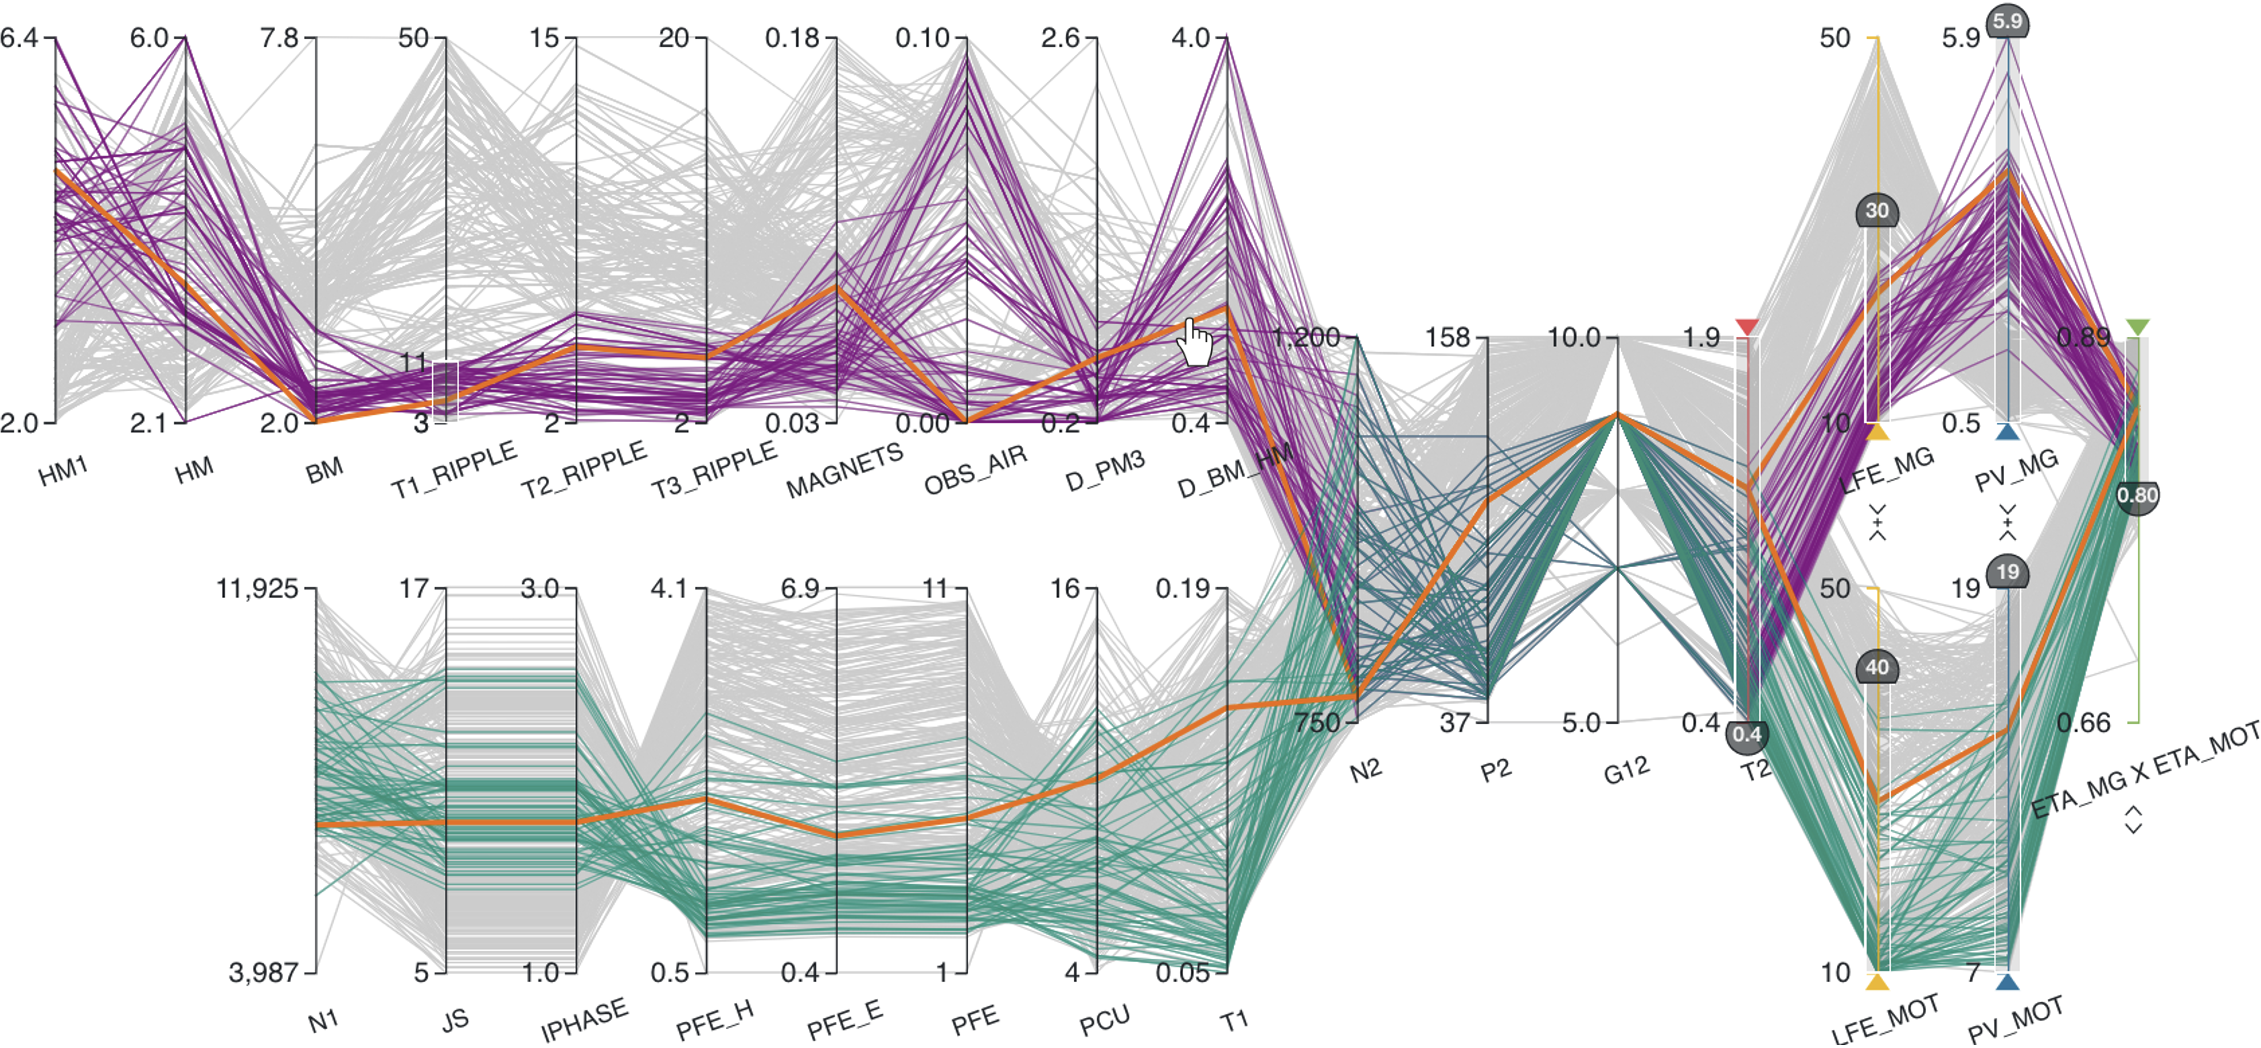 6.4 6.0 7.8 50 15 20 0.18 0.10 2.6 4.0 50 5.9 5.9
30
11
2.0 2.1 2.0 3 2 2 0.03 0.00 0.2 0.4 10 0.5
HM1 HM BM T1_RIPPLE T2_RIPPLE T3_RIPPLE MAGNETS OBS_AIR D_PM3 D_BM_HM LFE_MG PV_MG
1,200 158 10.0 1.9 0.89
0.80
750 37 5.0 0.4 0.4 0.66
N2 P2 G12 T2 ETA_MG X ETA_MOT
11,925 17 3.0 4.1 6.9 11 16 0.19 50 19 19
40
3,987 5 1.0 0.5 0.4 1 4 0.05 10 7
N1 JS IPHASE PFE_H PFE_E PFE PCU T1 LFE_MOT PV_MOT